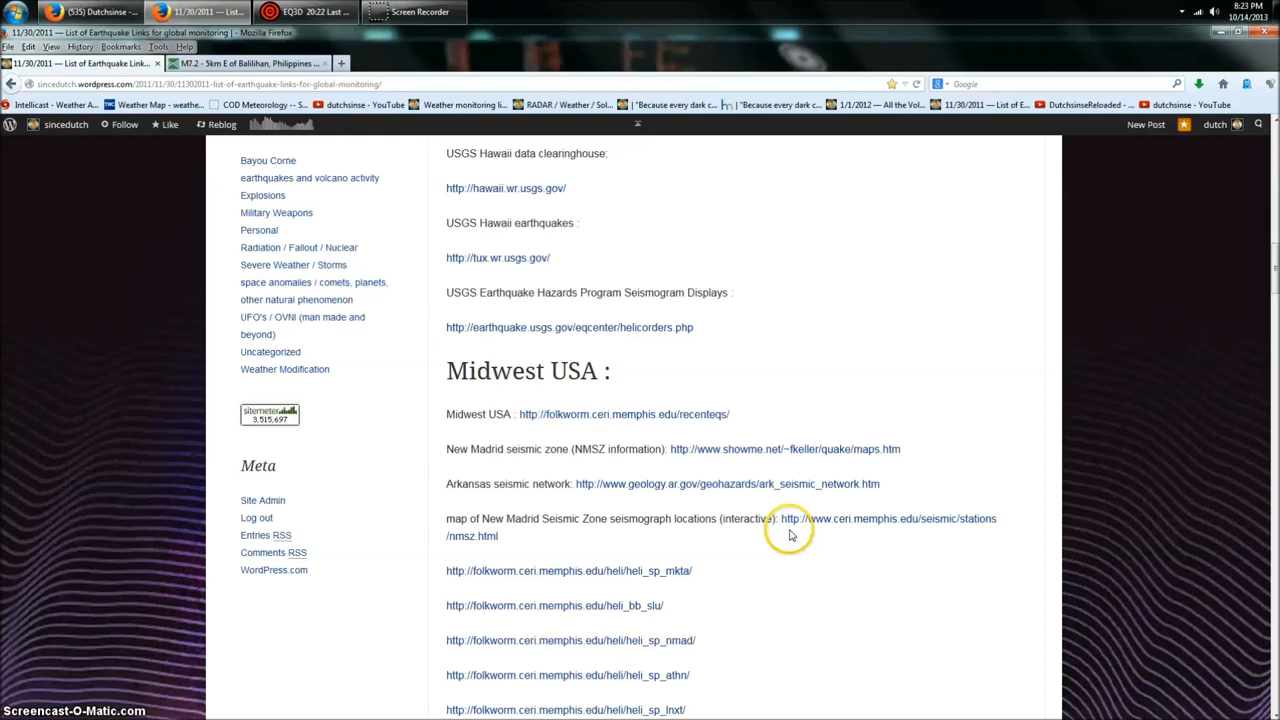 (535) Dutchsinse -...
11/30/2011 — List...
EQ3D 20:22 Last ...
Screen Recorder
8:23 PM
10/14/2013
11/30/2011 — List of Earthquake Links for global monitoring | - Mozilla Firefox
File Edit View History Bookmarks Tools Help
11/30/2011 — List of Earthquake Link...
M7.2 - 5km E of Balilihan, Philippines
sincedutch.wordpress.com/2011/11/30/11302011-list-of-earthquake-links-for-global-monitoring/
Google
Intellicast - Weather A...
Weather Map - weathe...
COD Meteorology -- S...
dutchsinse - YouTube
Weather monitoring li...
RADAR / Weather / Sol...
| "Because every dark c...
| "Because every dark c...
1/1/2012 — All the Vol...
11/30/2011 — List of E...
DutchsinseReloaded - ...
dutchsinse - YouTube
sincedutch
Follow
Like
Reblog
New Post
dutch
Bayou Corne
earthquakes and volcano activity
Explosions
Military Weapons
Personal
Radiation / Fallout / Nuclear
Severe Weather / Storms
space anomalies / comets, planets,
other natural phenomenon
UFO's / OVNI (man made and
beyond)
Uncategorized
Weather Modification
sitemeter
3,515,697
Meta
Site Admin
Log out
Entries RSS
Comments RSS
WordPress.com
USGS Hawaii data clearinghouse:
http://hawaii.wr.usgs.gov/
USGS Hawaii earthquakes :
http://tux.wr.usgs.gov/
USGS Earthquake Hazards Program Seismogram Displays :
http://earthquake.usgs.gov/eqcenter/helicorders.php
Midwest USA :
Midwest USA : http://folkworm.ceri.memphis.edu/recenteqs/
New Madrid seismic zone (NMSZ information): http://www.showme.net/~fkeller/quake/maps.htm
Arkansas seismic network: http://www.geology.ar.gov/geohazards/ark_seismic_network.htm
map of New Madrid Seismic Zone seismograph locations (interactive): http://www.ceri.memphis.edu/seismic/stations
/nmsz.html
http://folkworm.ceri.memphis.edu/heli/heli_sp_mkta/
http://folkworm.ceri.memphis.edu/heli_bb_slu/
http://folkworm.ceri.memphis.edu/heli/heli_sp_nmad/
http://folkworm.ceri.memphis.edu/heli/heli_sp_athn/
http://folkworm.ceri.memphis.edu/heli/heli_sp_lnxt/
Screencast-O-Matic.com